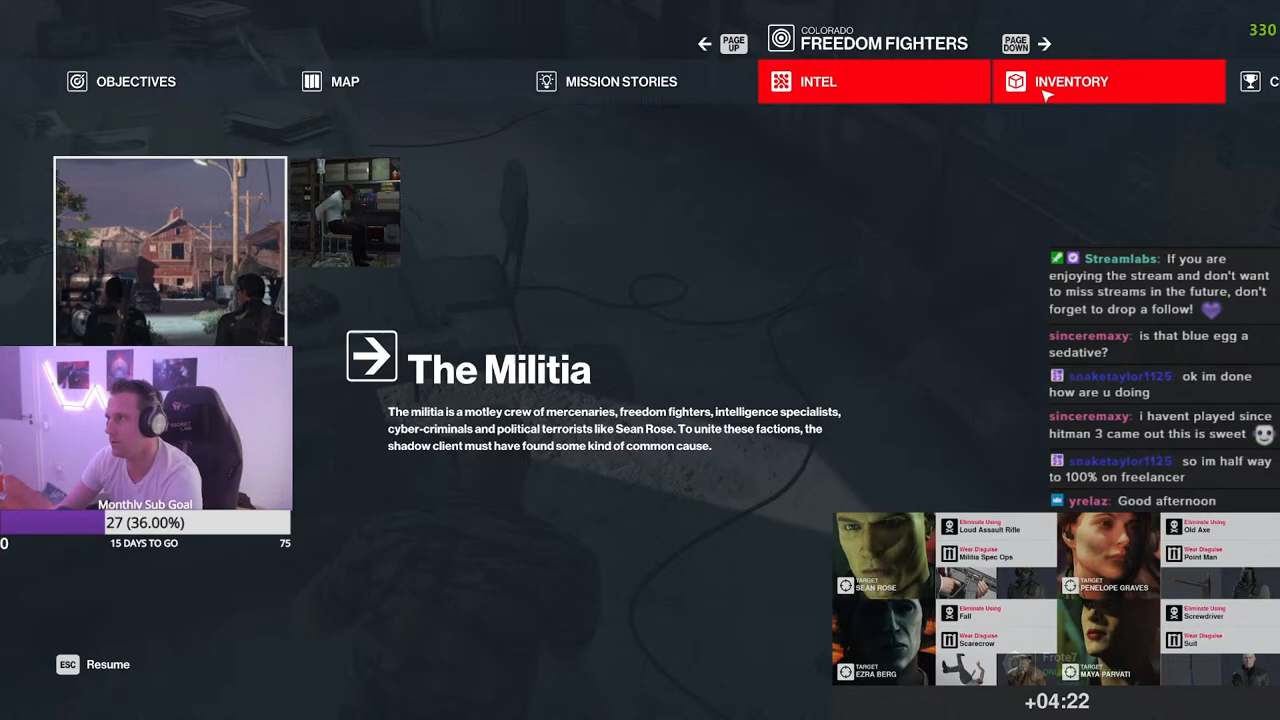 330
PAGE UP
COLORADO
FREEDOM FIGHTERS
PAGE DOWN
OBJECTIVES
MAP
MISSION STORIES
INTEL
INVENTORY
C
The Militia
The militia is a motley crew of mercenaries, freedom fighters, intelligence specialists,
cyber-criminals and political terrorists like Sean Rose. To unite these factions, the
shadow client must have found some kind of common cause.
Streamlabs: If you are
enjoying the stream and don't want
to miss streams in the future, don't
forget to drop a follow!
sinceremaxy: is that blue egg a
sedative?
snaketaylor1125 ok im done
how are u doing
sinceremaxy: i havent played since
hitman 3 came out this is sweet
snaketaylor1125 so im half way
to 100% on freelancer
yrelaz: Good afternoon
Monthly Sub Goal
27 (36.00%)
0
15 DAYS TO GO
75
TARGET
SEAN ROSE
Eliminate Using
Loud Assault Rifle
Wear Disguise
Militia Spec Ops
TARGET
PENELOPE GRAVES
Eliminate Using
Old Axe
Wear Disguise
Point Man
TARGET
EZRA BERG
Eliminate Using
Fall
Wear Disguise
Scarecrow
TARGET
MAYA PARVATI
Eliminate Using
Screwdriver
Wear Disguise
Suit
Frote7
ESC Resume
+04:22